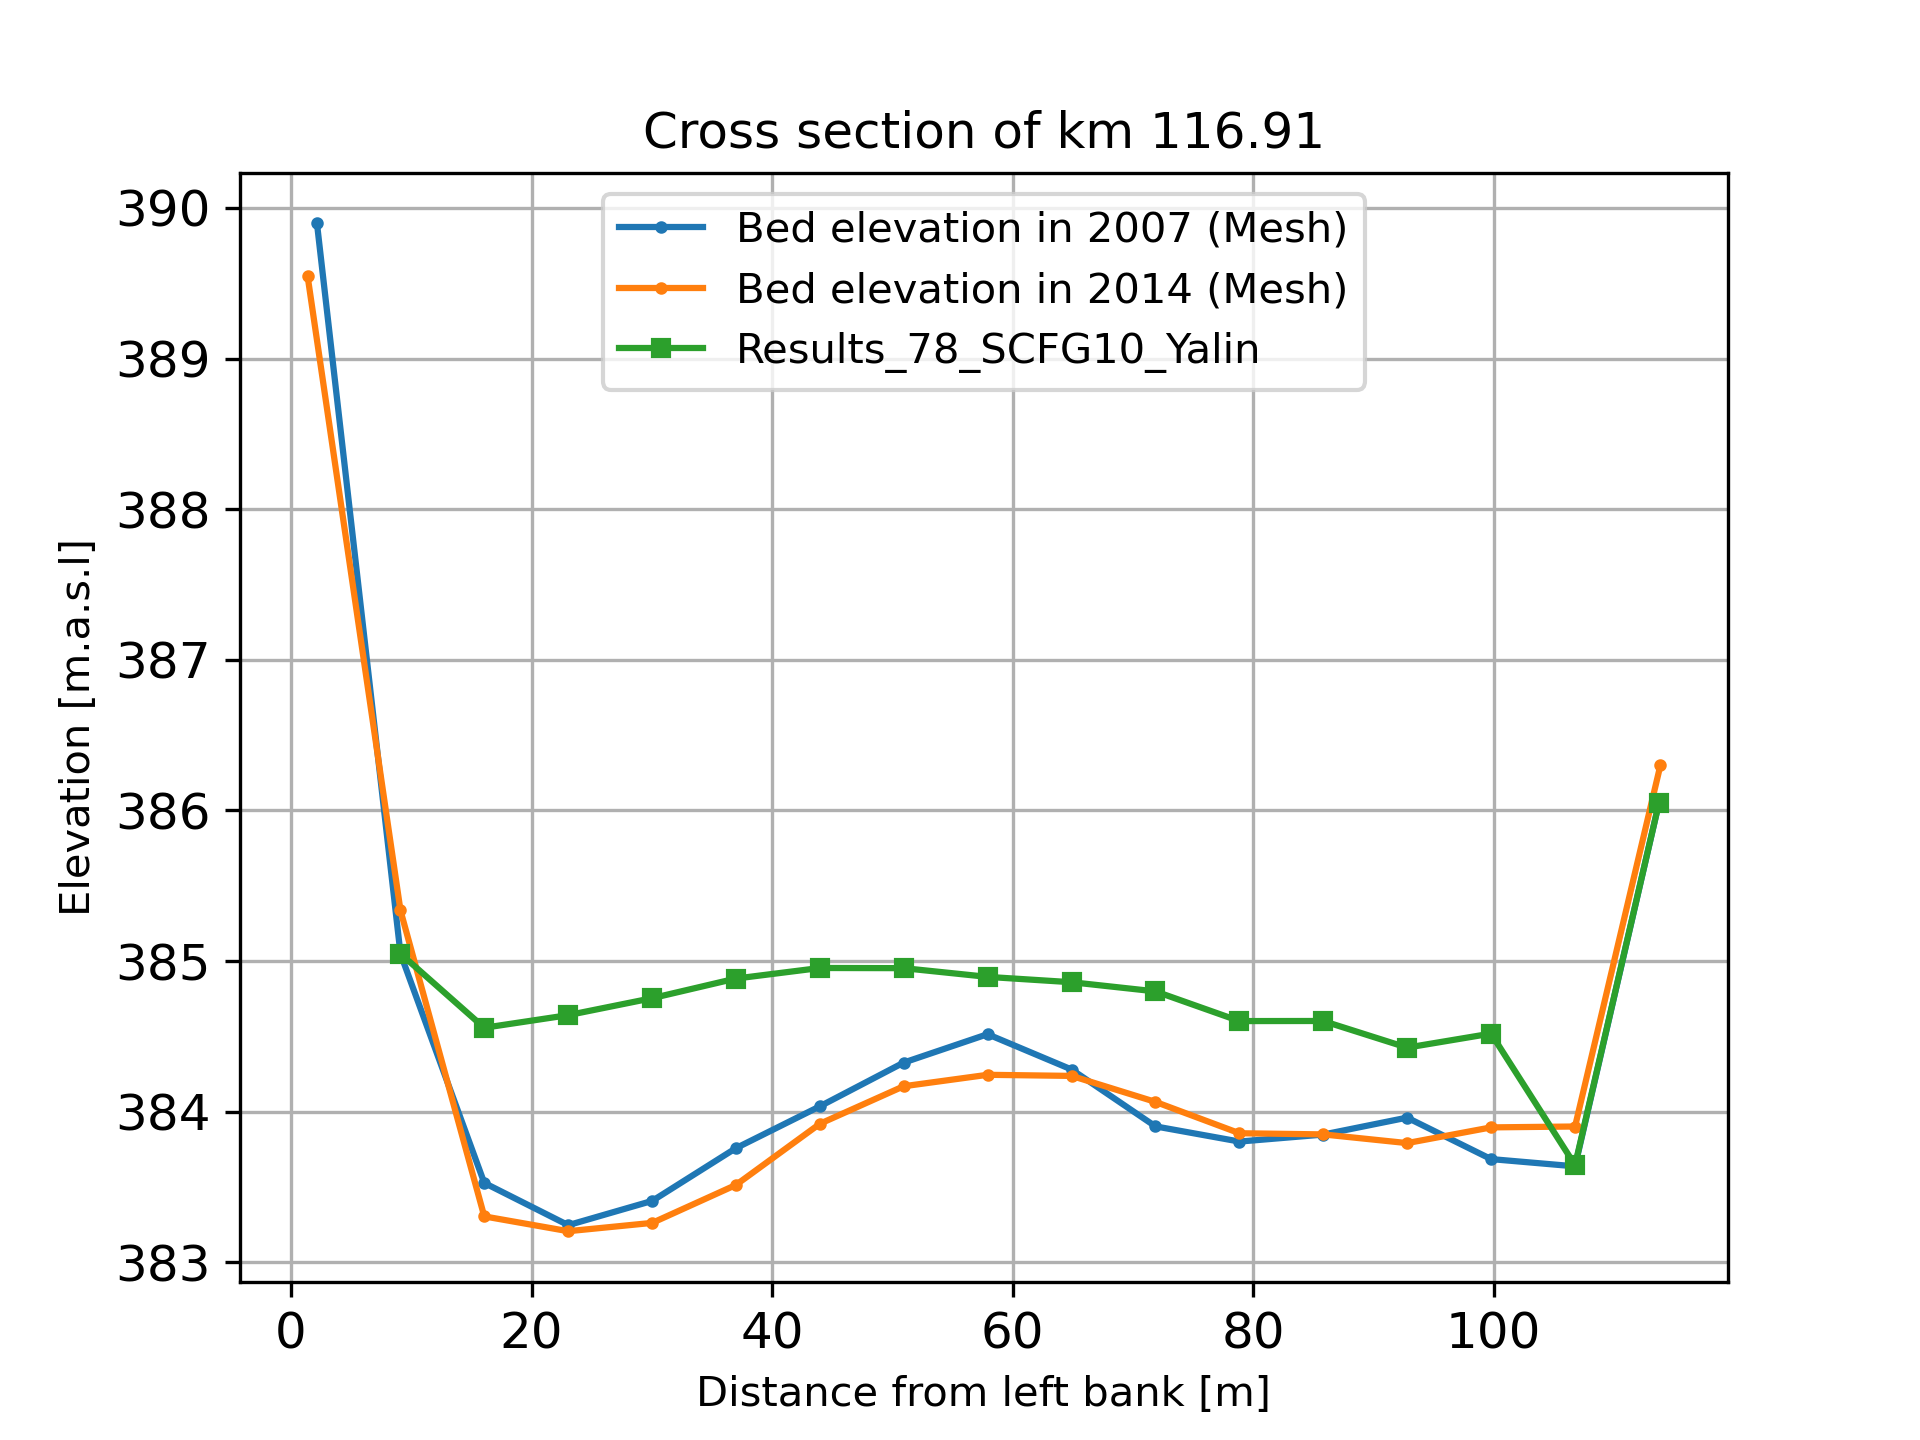 Cross section of km 116.91
Bed elevation in 2007 (Mesh)
Bed elevation in 2014 (Mesh)
Results_78_SCFG10_Yalin
Elevation [m.a.s.l]
390
389
388
387
386
385
384
383
0 20 40 60 80 100
Distance from left bank [m]